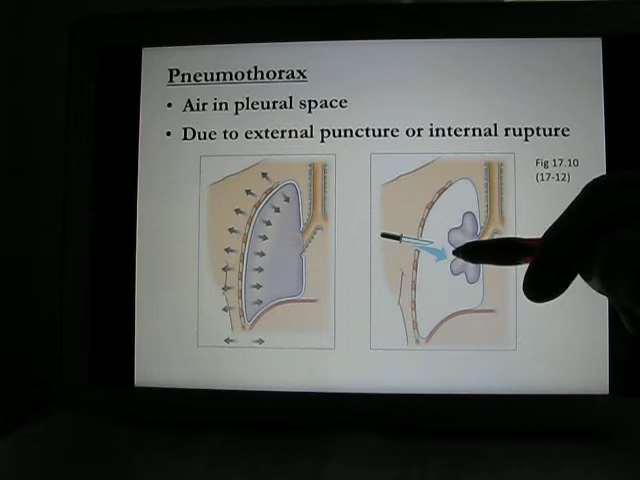 Pneumothorax
• Air in pleural space
• Due to external puncture or internal rupture
Fig 17.10
(17-12)